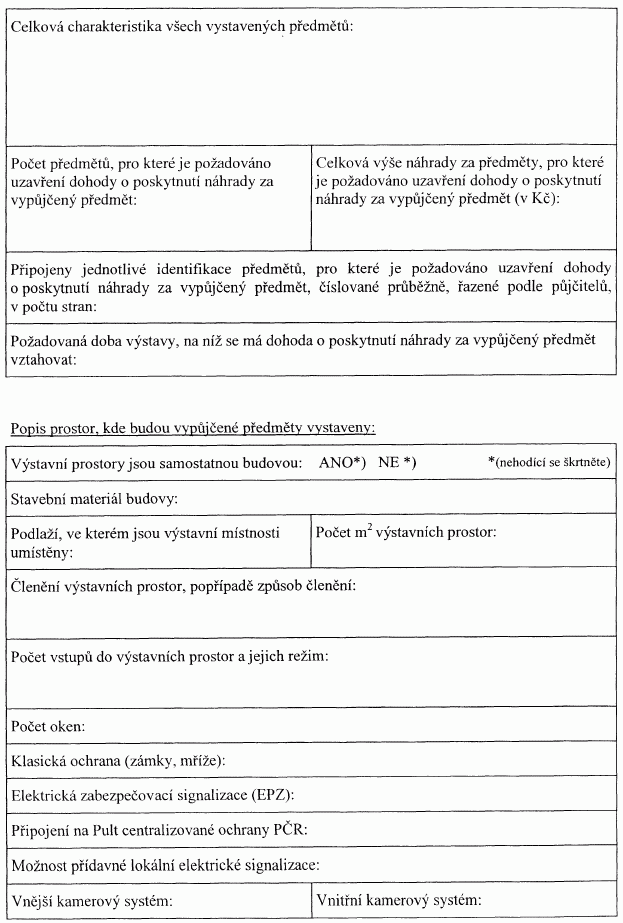 Celková charakteristika všech vystavených předmětů:
Počet předmětů, pro které je požadováno
uzavření dohody o poskytnutí náhrady za
vypůjčený předmět:
Celková výše náhrady za předměty, pro které
je požadováno uzavření dohody o poskytnutí
náhrady za vypůjčený předmět (v Kč):
Připojeny jednotlivé identifikace předmětů, pro které je požadováno uzavření dohody
o poskytnutí náhrady za vypůjčený předmět, číslované průběžně, řazené podle půjčitelů,
v počtu stran:
Požadovaná doba výstavy, na níž se má dohoda o poskytnutí náhrady za vypůjčený předmět
vztahovat:
Popis prostor, kde budou vypůjčené předměty vystaveny:
Výstavní prostory jsou samostatnou budovou: ANO*) NE *) *(nehodící se škrtněte)
Stavební materiál budovy:
Podlaží, ve kterém jsou výstavní místnosti
umístěny:
Počet m² výstavních prostor:
Členění výstavních prostor, popřípadě způsob členění:
Počet vstupů do výstavních prostor a jejich režim:
Počet oken:
Klasická ochrana (zámky, mříže):
Elektrická zabezpečovací signalizace (EPZ):
Připojení na Pult centralizované ochrany PČR:
Možnost přídavné lokální elektrické signalizace:
Vnější kamerový systém:
Vnitřní kamerový systém: